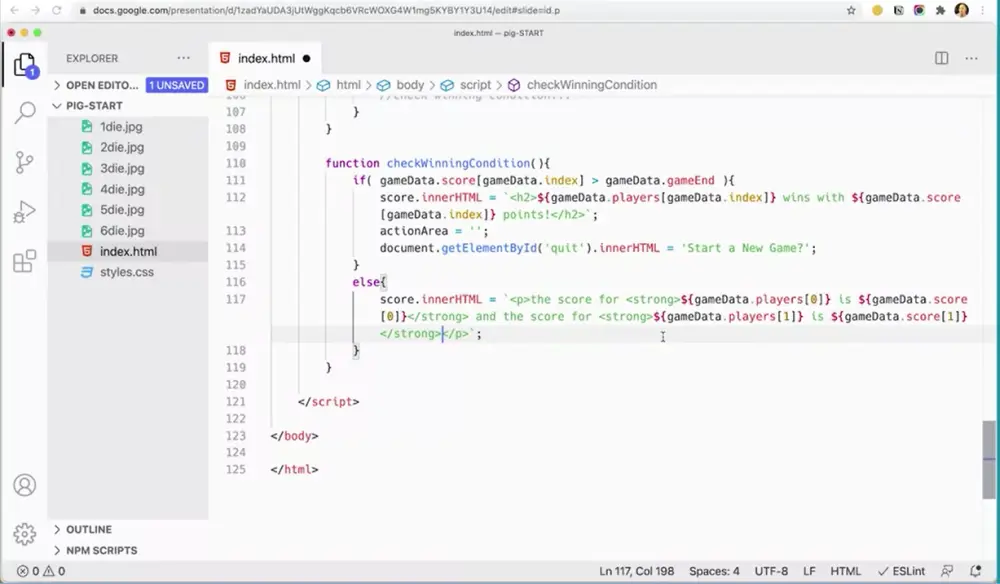 docs.google.com/presentation/d/1zadYaUDA3jUtWggKqcb6VRcWOXG4W1mg5KYBY1Y3U14/edit#slide=id.p
index.html — pig-START
EXPLORER
index.html
OPEN EDITO... 1 UNSAVED
index.html > html > body > script > checkWinningCondition
PIG-START
1die.jpg
2die.jpg
3die.jpg
4die.jpg
5die.jpg
6die.jpg
index.html
styles.css
106 //check winning condition...
107 }
108 }
109
110 function checkWinningCondition(){
111 if( gameData.score[gameData.index] > gameData.gameEnd ){
112 score.innerHTML = `<h2>${gameData.players[gameData.index]} wins with ${gameData.score
[gameData.index]} points!</h2>`;
113 actionArea = '';
114 document.getElementById('quit').innerHTML = 'Start a New Game?';
115 }
116 else{
117 score.innerHTML = `<p>the score for <strong>${gameData.players[0]} is ${gameData.score
[0]}</strong> and the score for <strong>${gameData.players[1]} is ${gameData.score[1]}
</strong></p>`;
118 }
119 }
120
121 </script>
122
123 </body>
124
125 </html>
1
OUTLINE
NPM SCRIPTS
0 0
Ln 117, Col 198 Spaces: 4 UTF-8 LF HTML ESLint